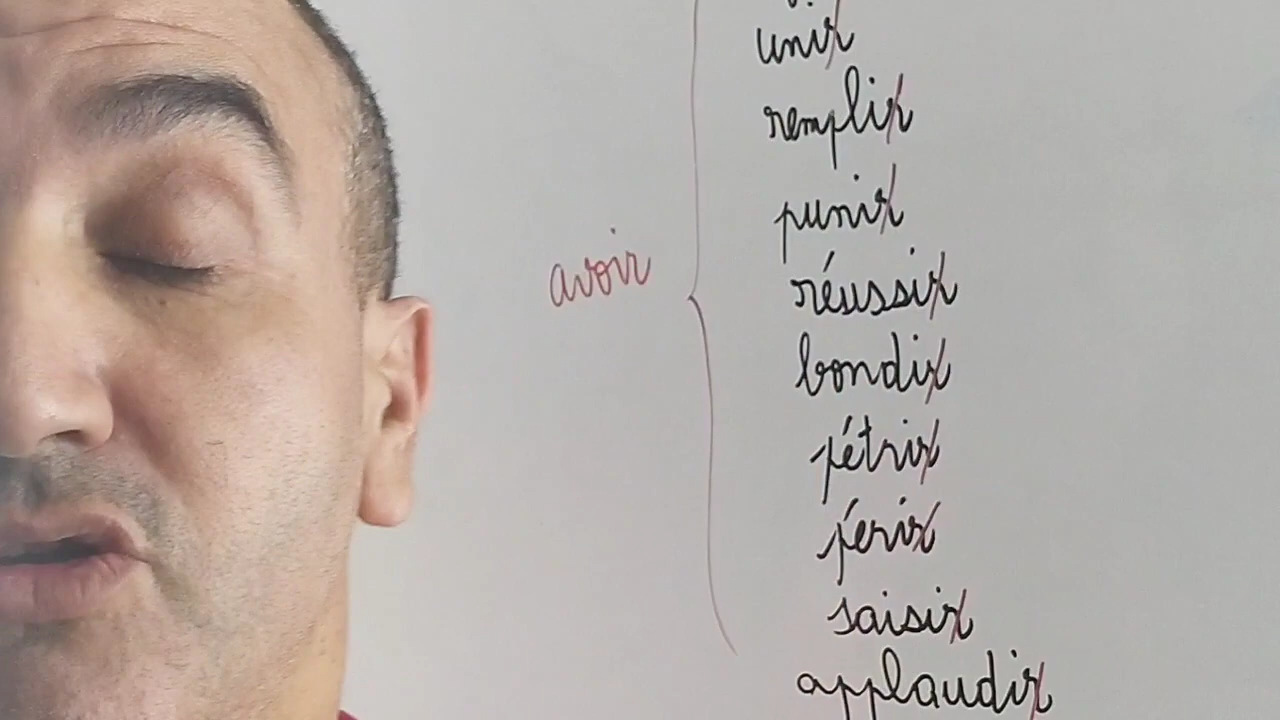 unir
remplir
punir
avoir
réussir
bondir
pétrir
périr
saisir
applaudir